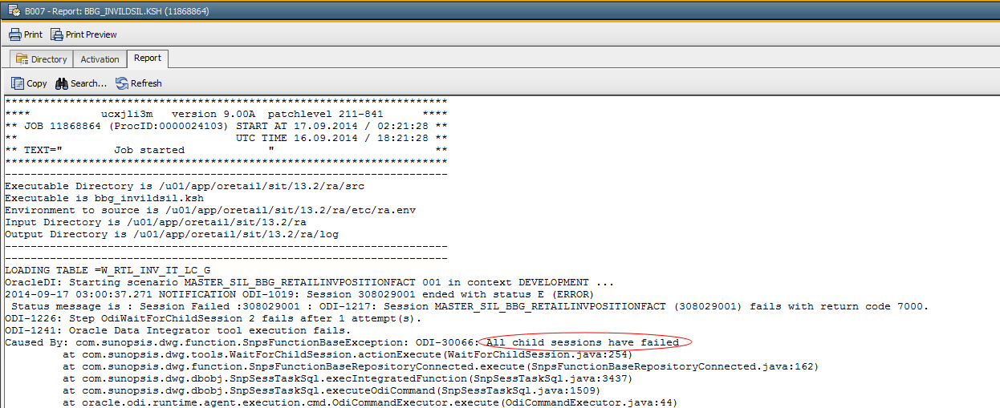 B007 - Report: BBG_INVILDSIL.KSH (11868864)
Print Print Preview
Directory Activation Report
Copy Search... Refresh
*********************************************************************
**** ucxjli3m version 9.00A patchlevel 211-841 ****
** JOB 11868864 (ProcID:0000024103) START AT 17.09.2014 / 02:21:28 **
** UTC TIME 16.09.2014 / 18:21:28 **
** TEXT=" Job started " **
*********************************************************************
---------------------------------------------------------------------
Executable Directory is /u01/app/oretail/sit/13.2/ra/src
Executable is bbg_invildsil.ksh
Environment to source is /u01/app/oretail/sit/13.2/ra/etc/ra.env
Input Directory is /u01/app/oretail/sit/13.2/ra
Output Directory is /u01/app/oretail/sit/13.2/ra/log
---------------------------------------------------------------------
---------------------------------------------------------------------
LOADING TABLE =W_RTL_INV_IT_LC_G
OracleDI: Starting scenario MASTER_SIL_BBG_RETAILINVPOSITIONFACT 001 in context DEVELOPMENT ...
2014-09-17 03:00:37.271 NOTIFICATION ODI-1019: Session 308029001 ended with status E (ERROR)
Status message is : Session Failed :308029001 : ODI-1217: Session MASTER_SIL_BBG_RETAILINVPOSITIONFACT (308029001) fails with return code 7000.
ODI-1226: Step OdiWaitForChildSession 2 fails after 1 attempt(s).
ODI-1241: Oracle Data Integrator tool execution fails.
Caused By: com.sunopsis.dwg.function.SnpsFunctionBaseException: ODI-30066: All child sessions have failed
at com.sunopsis.dwg.tools.WaitForChildSession.actionExecute(WaitForChildSession.java:254)
at com.sunopsis.dwg.function.SnpsFunctionBaseRepositoryConnected.execute(SnpsFunctionBaseRepositoryConnected.java:162)
at com.sunopsis.dwg.dbobj.SnpSessTaskSql.execIntegratedFunction(SnpSessTaskSql.java:3437)
at com.sunopsis.dwg.dbobj.SnpSessTaskSql.executeOdiCommand(SnpSessTaskSql.java:1509)
at oracle.odi.runtime.agent.execution.cmd.OdiCommandExecutor.execute(OdiCommandExecutor.java:44)